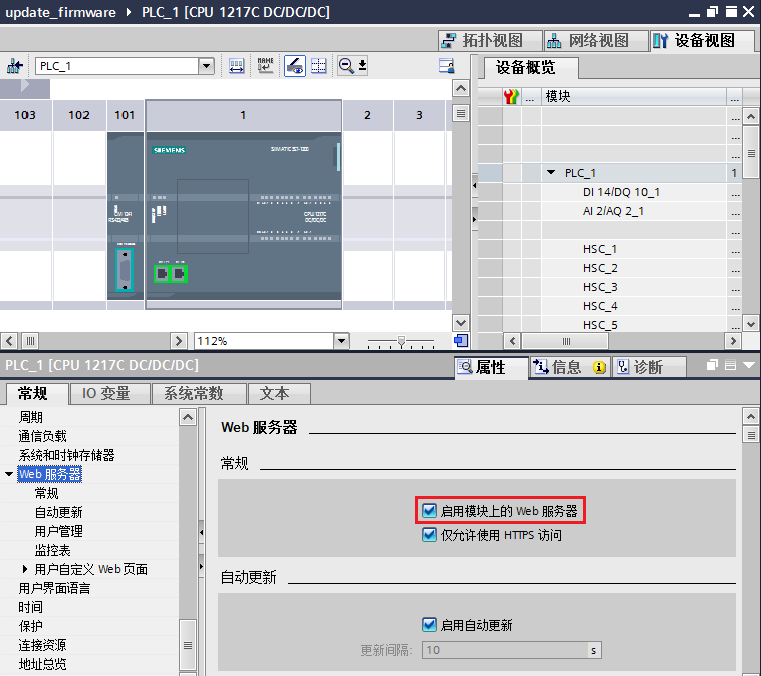 update_firmware ▸ PLC_1 [CPU 1217C DC/DC/DC]
拓扑视图 网络视图 设备视图
PLC_1
设备概览
... 模块 ...
103 102 101 1 2 3
SIEMENS SIMATIC S7-1200
CM 1241
RS422/485
CPU 1217C
DC/DC/DC
PLC_1 1
DI 14/DQ 10_1 ...
AI 2/AQ 2_1 ...
HSC_1 ...
HSC_2 ...
HSC_3 ...
HSC_4 ...
HSC_5 ...
112%
PLC_1 [CPU 1217C DC/DC/DC]
属性 信息 诊断
常规 IO 变量 系统常数 文本
周期
通信负载
系统和时钟存储器
Web 服务器
常规
自动更新
用户管理
监控表
用户自定义 Web 页面
用户界面语言
时间
保护
连接资源
地址总览
Web 服务器
常规
启用模块上的 Web 服务器
仅允许使用 HTTPS 访问
自动更新
启用自动更新
更新间隔: 10 s